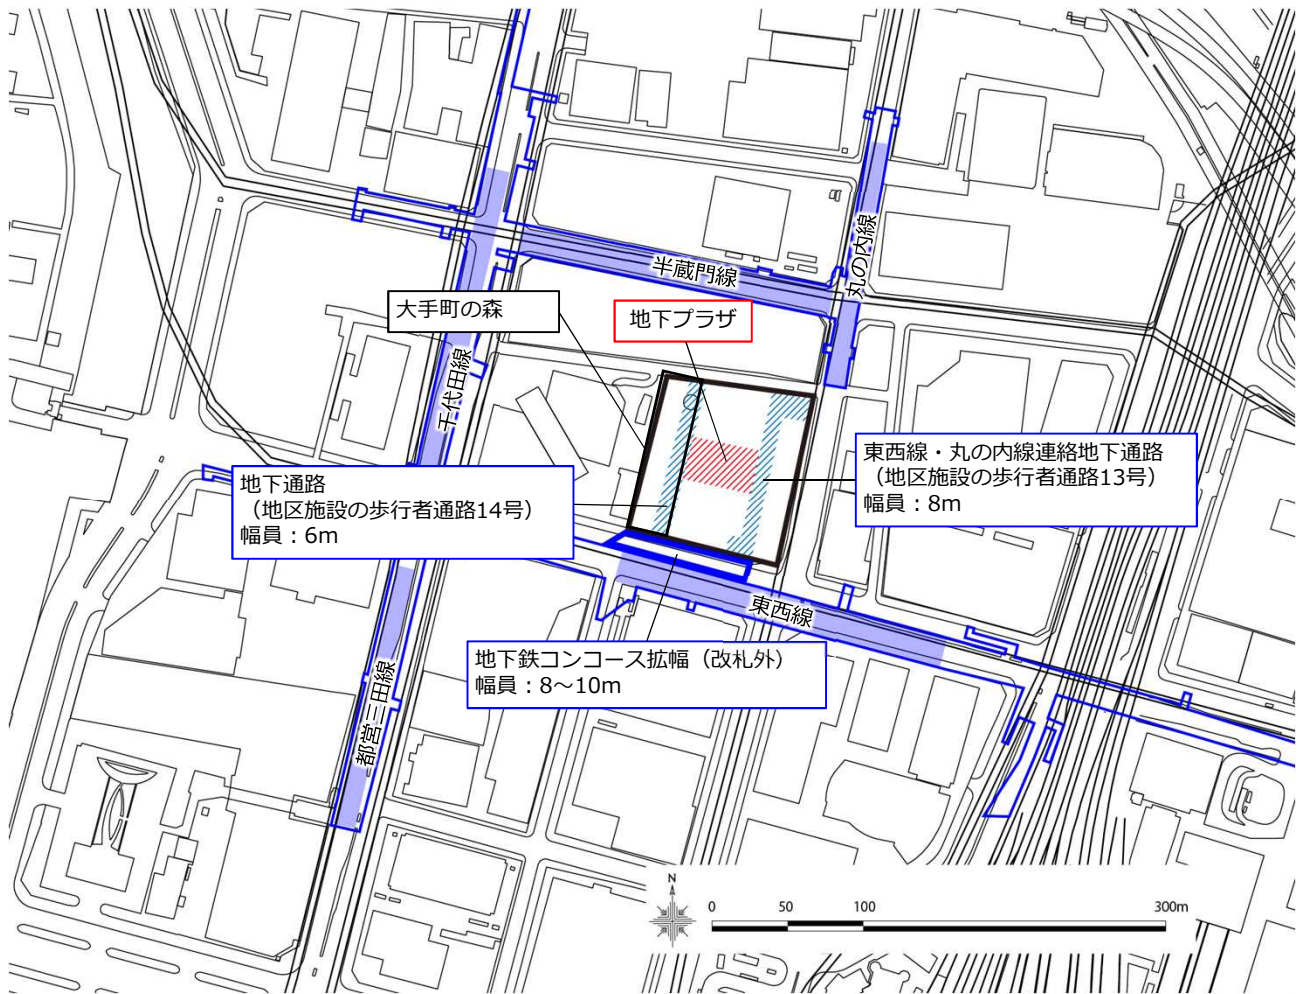 丸の内線
半蔵門線
大手町の森
地下プラザ
千代田線
東西線・丸の内線連絡地下通路
（地区施設の歩行者通路13号）
幅員：8m
地下通路
（地区施設の歩行者通路14号）
幅員：6m
東西線
地下鉄コンコース拡幅（改札外）
幅員：8～10m
都営三田線
N
0 50 100 300m